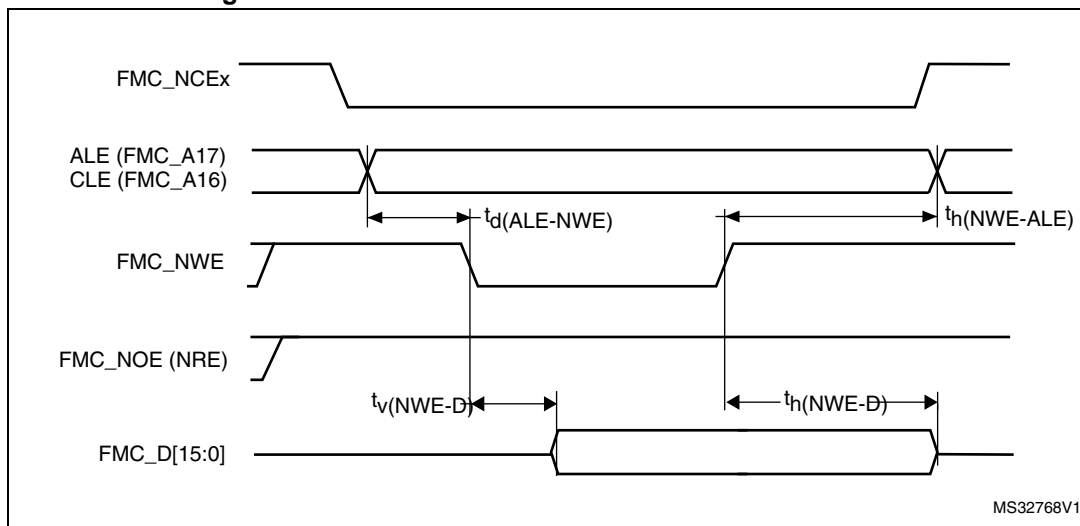 FMC_NCEx
ALE (FMC_A17)
CLE (FMC_A16)
td(ALE-NWE)
th(NWE-ALE)
FMC_NWE
FMC_NOE (NRE)
tv(NWE-D)
th(NWE-D)
FMC_D[15:0]
MS32768V1